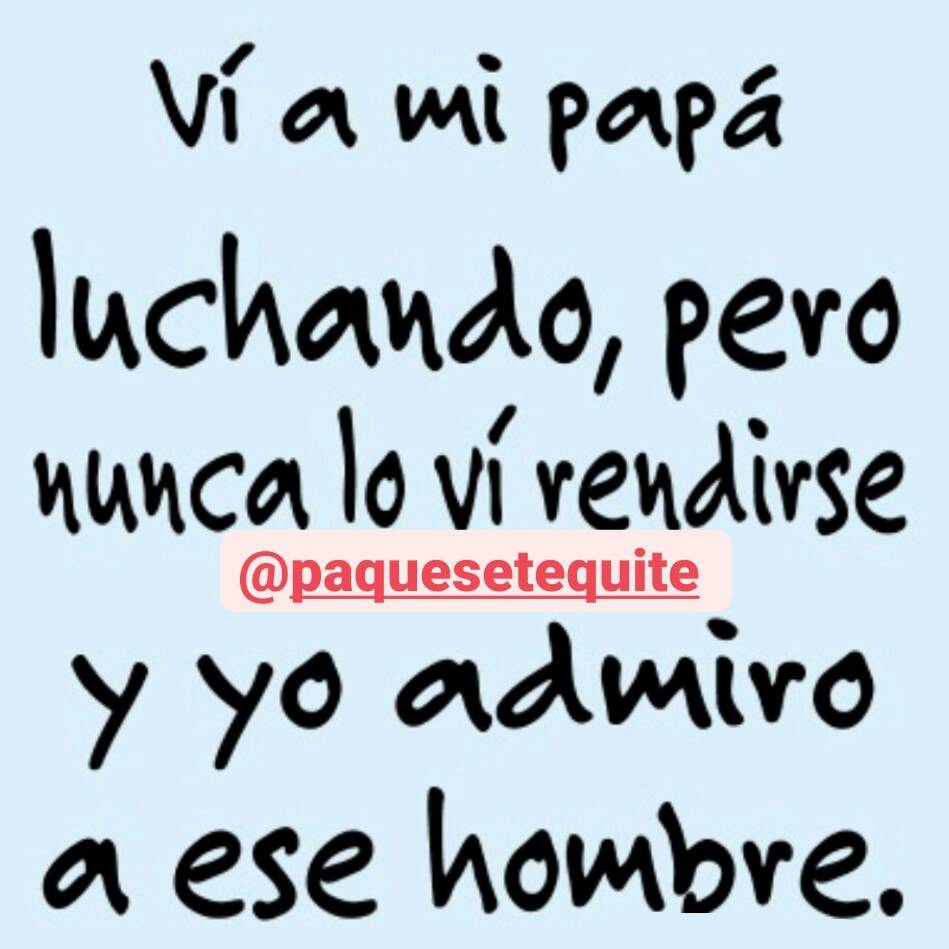 Ví a mi papá
luchando, pero
nunca lo ví rendirse
@paquesetequite
y yo admiro
a ese hombre.